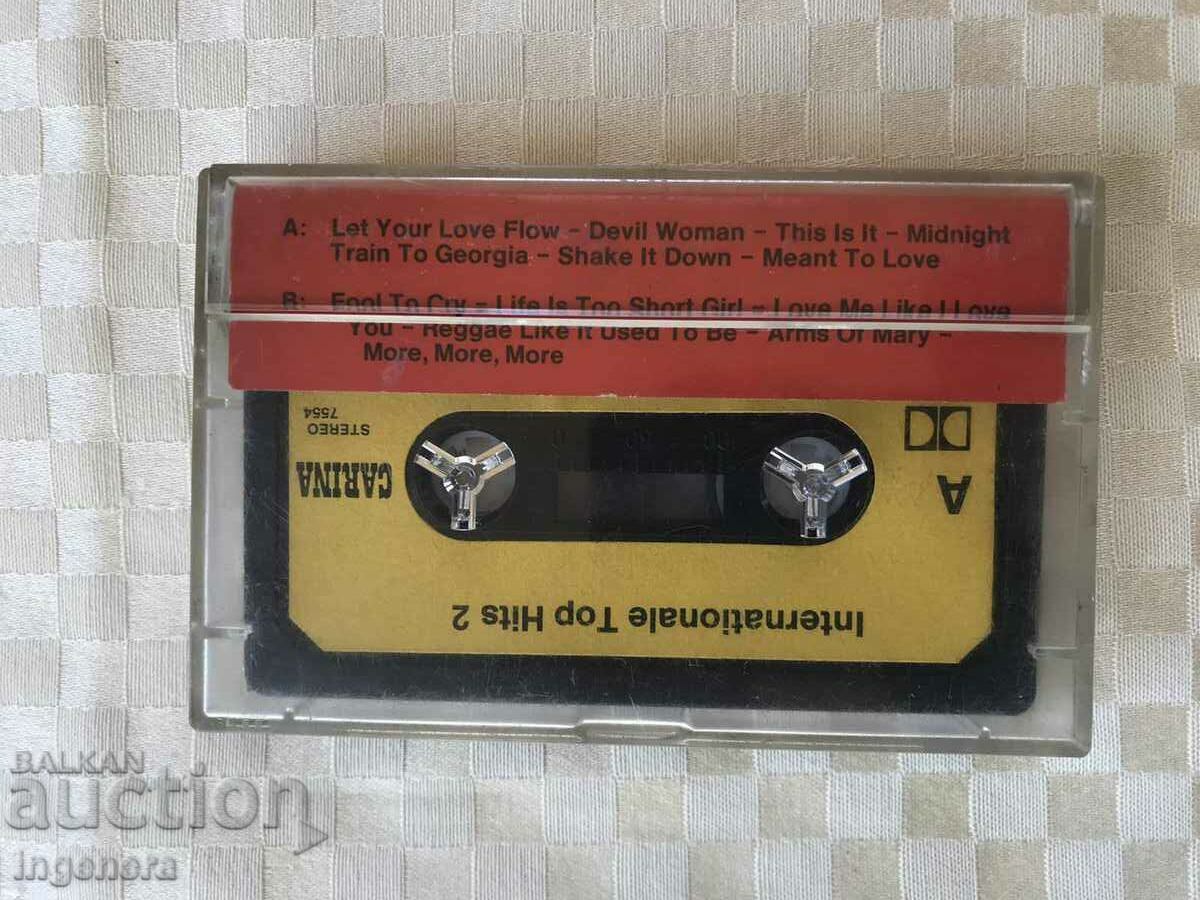 A: Let Your Love Flow – Devil Woman – This Is It – Midnight
Train To Georgia – Shake It Down – Meant To Love
B: Fool To Cry – Life Is Too Short Girl – Love Me Like I Love
You – Reggae Like It Used To Be – Arms Of Mary –
More, More, More
STEREO
7554
CARINA
A
Internationale Top Hits 2
BALKAN
auction
ingenera